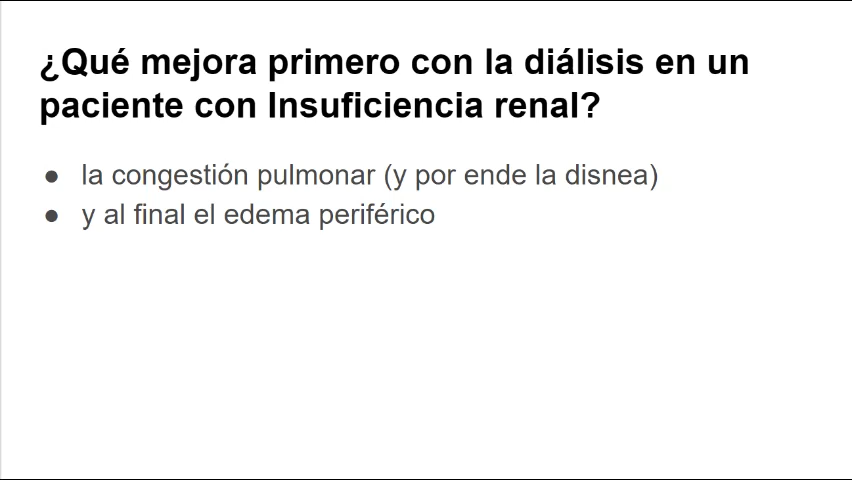 ¿Qué mejora primero con la diálisis en un
paciente con Insuficiencia renal?
● la congestión pulmonar (y por ende la disnea)
● y al final el edema periférico